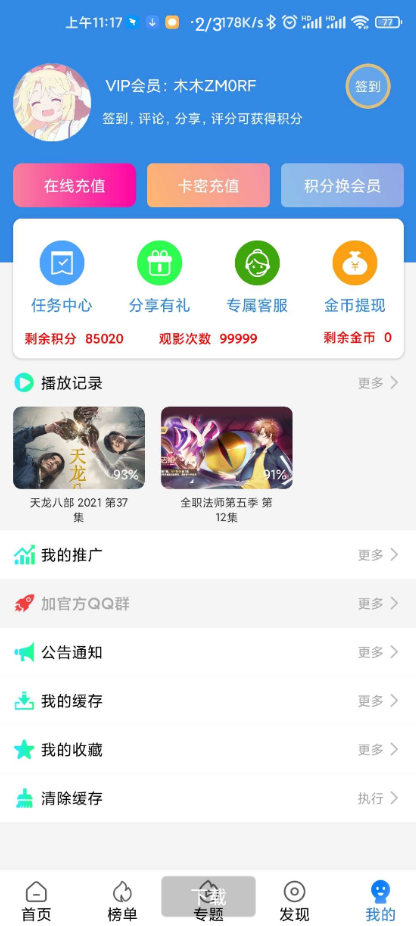 上午11:17 2/3 178K/s 77
VIP会员：木木ZM0RF
签到
签到，评论，分享，评分可获得积分
在线充值 卡密充值 积分换会员
任务中心 分享有礼 专属客服 金币提现
剩余积分 85020 观影次数 99999 剩余金币 0
播放记录 更多
天龙 93% 91%
天龙八部 2021 第37 全职法师第五季 第
集 12集
我的推广 更多
加官方QQ群 更多
公告通知 更多
我的缓存 更多
我的收藏 更多
清除缓存 执行
下载
首页 榜单 专题 发现 我的